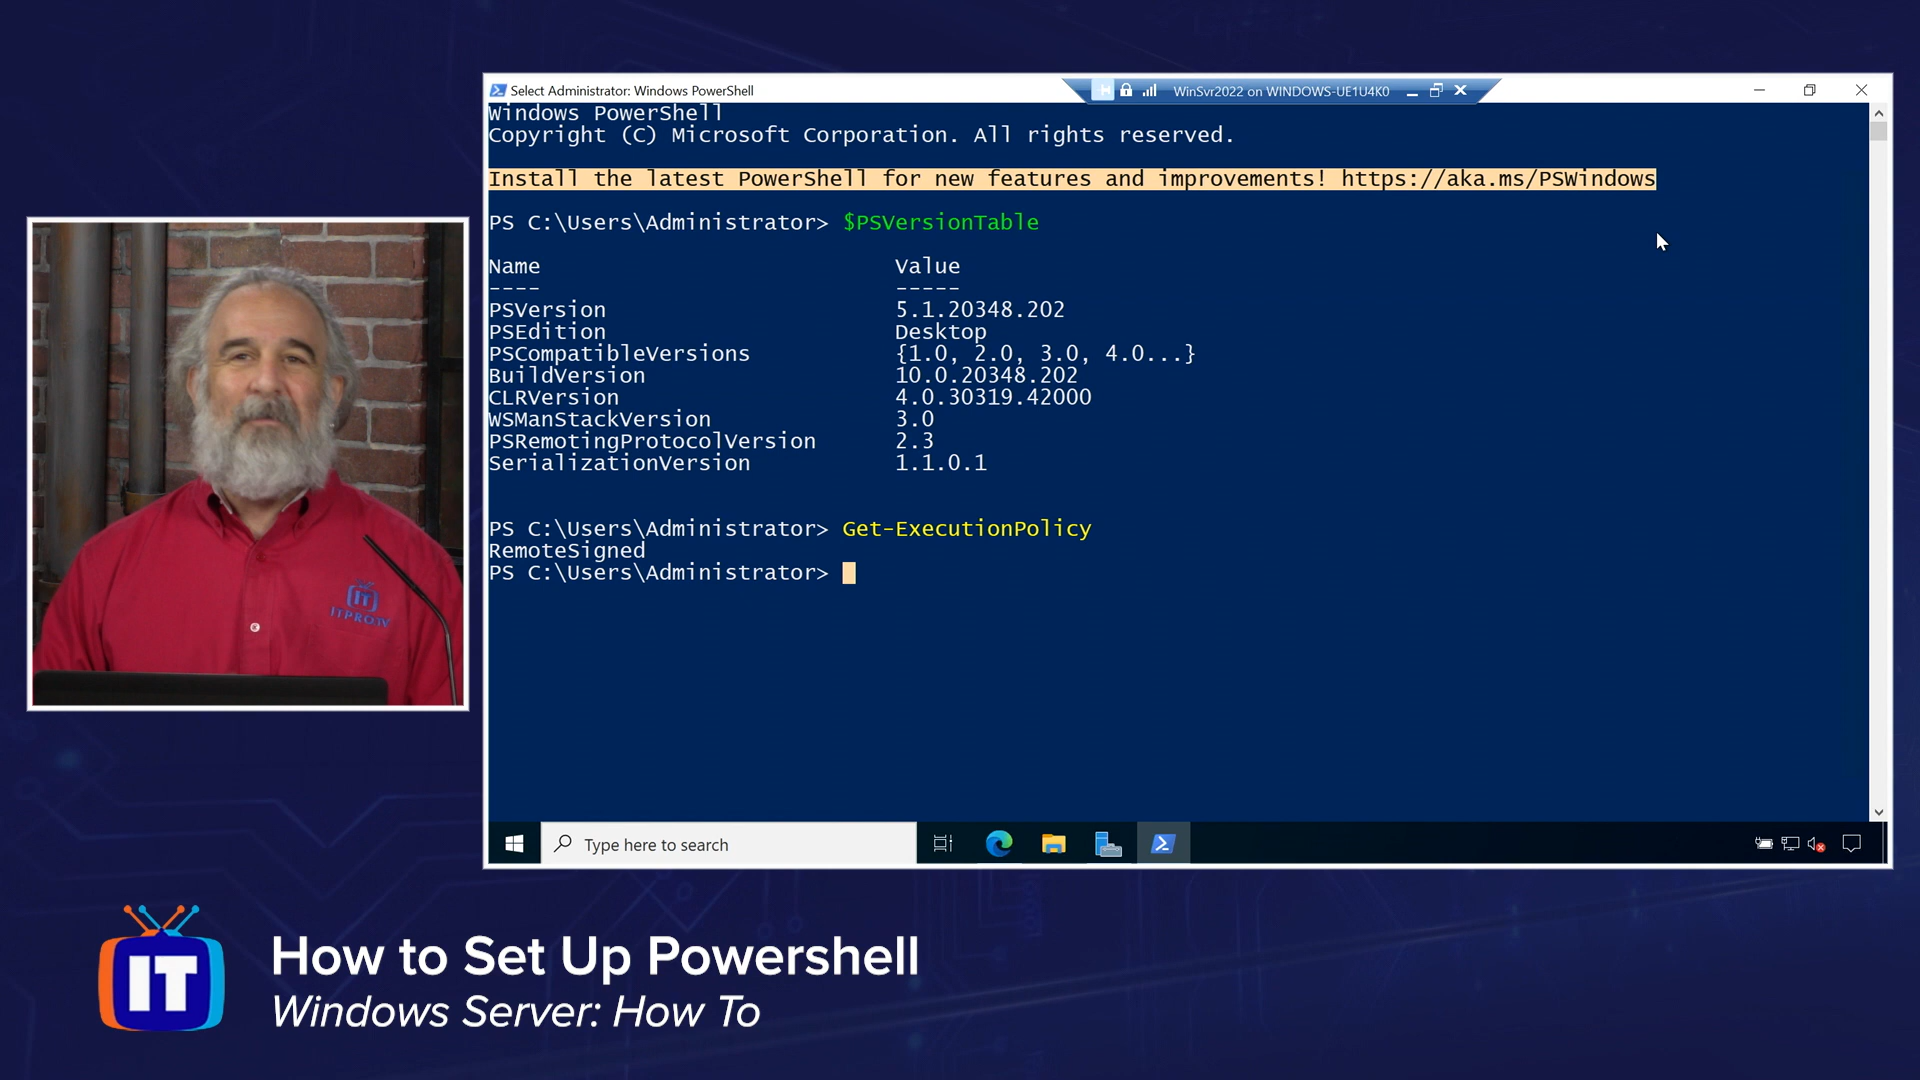 Select Administrator: Windows PowerShell
WinSvr2022 on WINDOWS-UE1U4K0
Windows PowerShell
Copyright (C) Microsoft Corporation. All rights reserved.
Install the latest PowerShell for new features and improvements! https://aka.ms/PSWindows
PS C:\Users\Administrator> $PSVersionTable
Name Value
---- -----
PSVersion 5.1.20348.202
PSEdition Desktop
PSCompatibleVersions {1.0, 2.0, 3.0, 4.0...}
BuildVersion 10.0.20348.202
CLRVersion 4.0.30319.42000
WSManStackVersion 3.0
PSRemotingProtocolVersion 2.3
SerializationVersion 1.1.0.1
PS C:\Users\Administrator> Get-ExecutionPolicy
RemoteSigned
PS C:\Users\Administrator>
Type here to search
IT
ITPRO.TV
IT
How to Set Up Powershell
Windows Server: How To